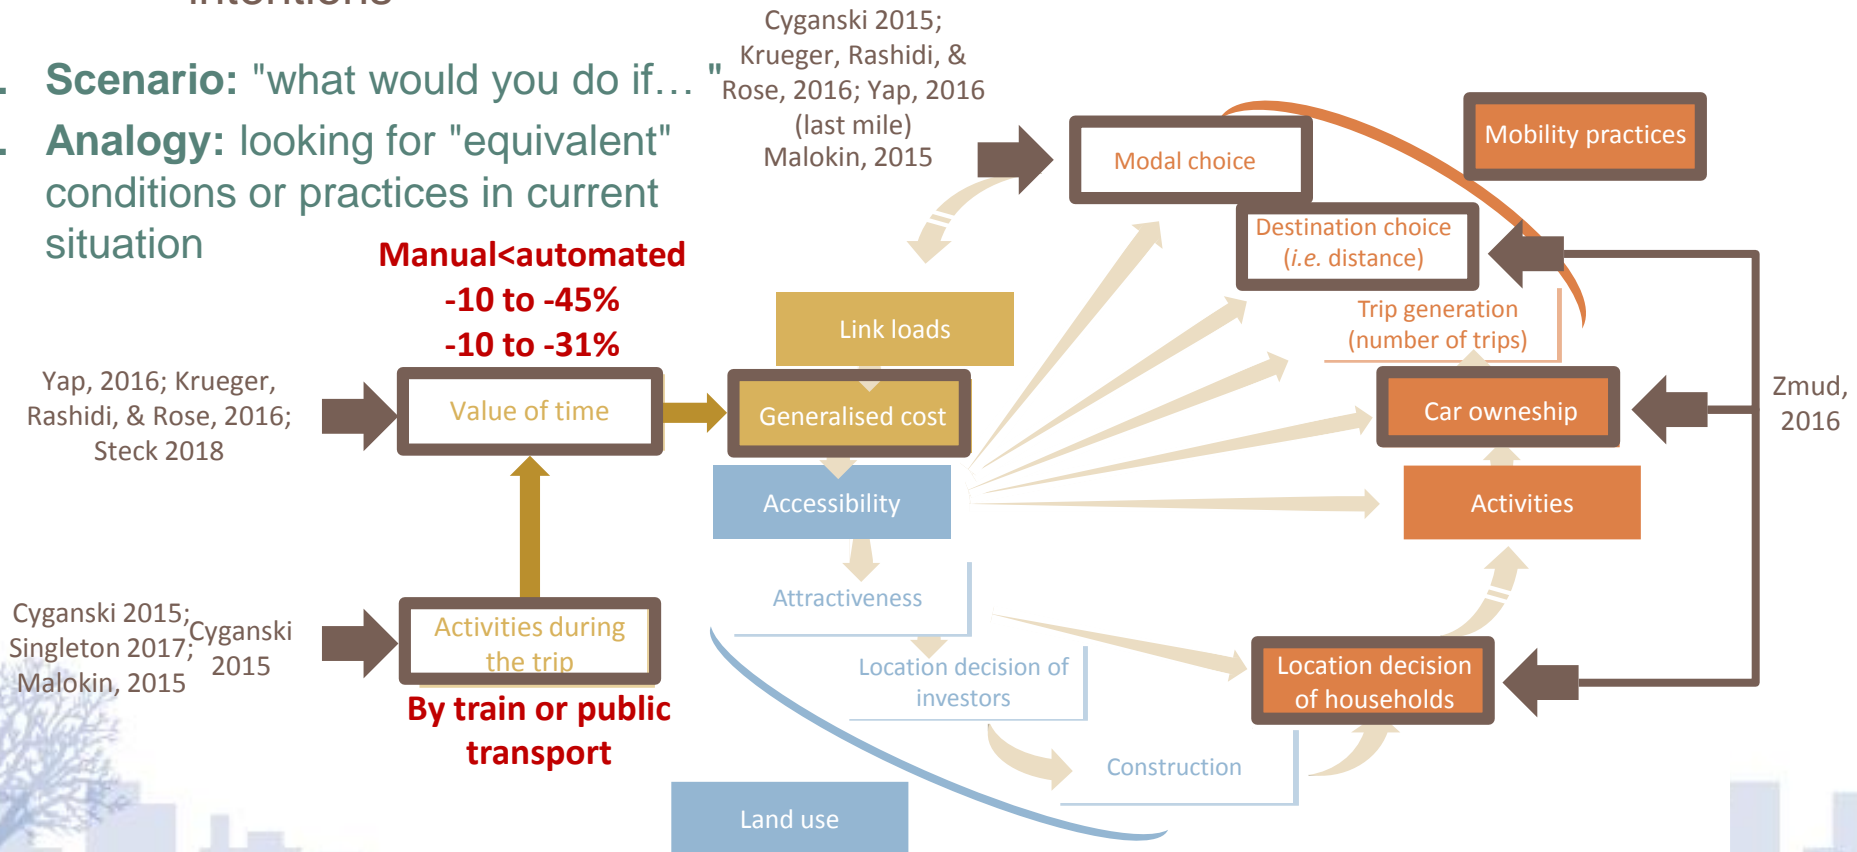 intentions
. Scenario: "what would you do if… "
. Analogy: looking for "equivalent"
conditions or practices in current
situation
Cyganski 2015;
Krueger, Rashidi, &
Rose, 2016; Yap, 2016
(last mile)
Malokin, 2015
Modal choice
Mobility practices
Destination choice
(i.e. distance)
Trip generation
(number of trips)
Manual<automated
-10 to -45%
-10 to -31%
Link loads
Yap, 2016; Krueger,
Rashidi, & Rose, 2016;
Steck 2018
Value of time
Generalised cost
Car owneship
Zmud,
2016
Accessibility
Activities
Attractiveness
Cyganski 2015;
Singleton 2017;
Malokin, 2015
Cyganski
2015
Activities during
the trip
By train or public
transport
Location decision of
investors
Location decision
of households
Construction
Land use